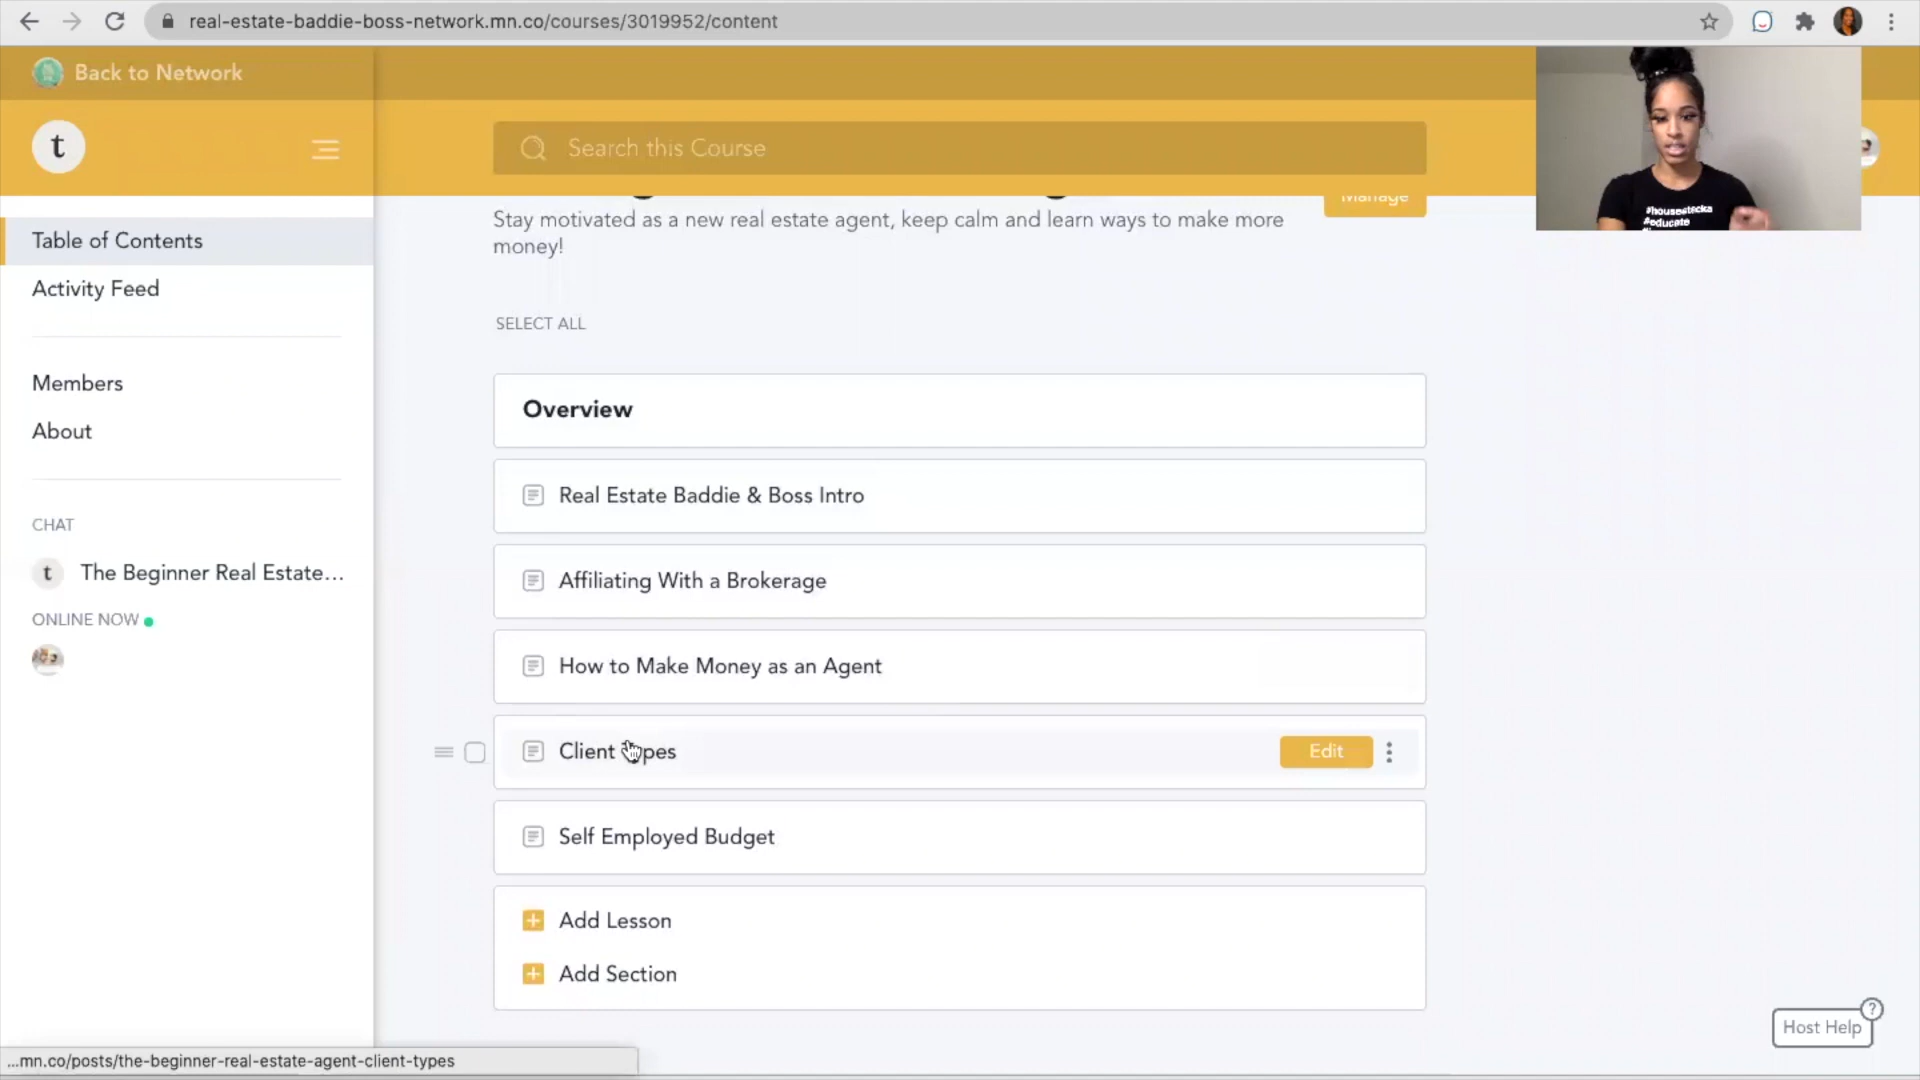 real-estate-baddie-boss-network.mn.co/courses/3019952/content
Back to Network
t
Search this Course
Manage
Table of Contents
Activity Feed
Members
About
CHAT
t The Beginner Real Estate...
ONLINE NOW
Stay motivated as a new real estate agent, keep calm and learn ways to make more
money!
SELECT ALL
Overview
Real Estate Baddie & Boss Intro
Affiliating With a Brokerage
How to Make Money as an Agent
Client Types
Edit
Self Employed Budget
Add Lesson
Add Section
#housestecks
#educate
Host Help
?
...mn.co/posts/the-beginner-real-estate-agent-client-types